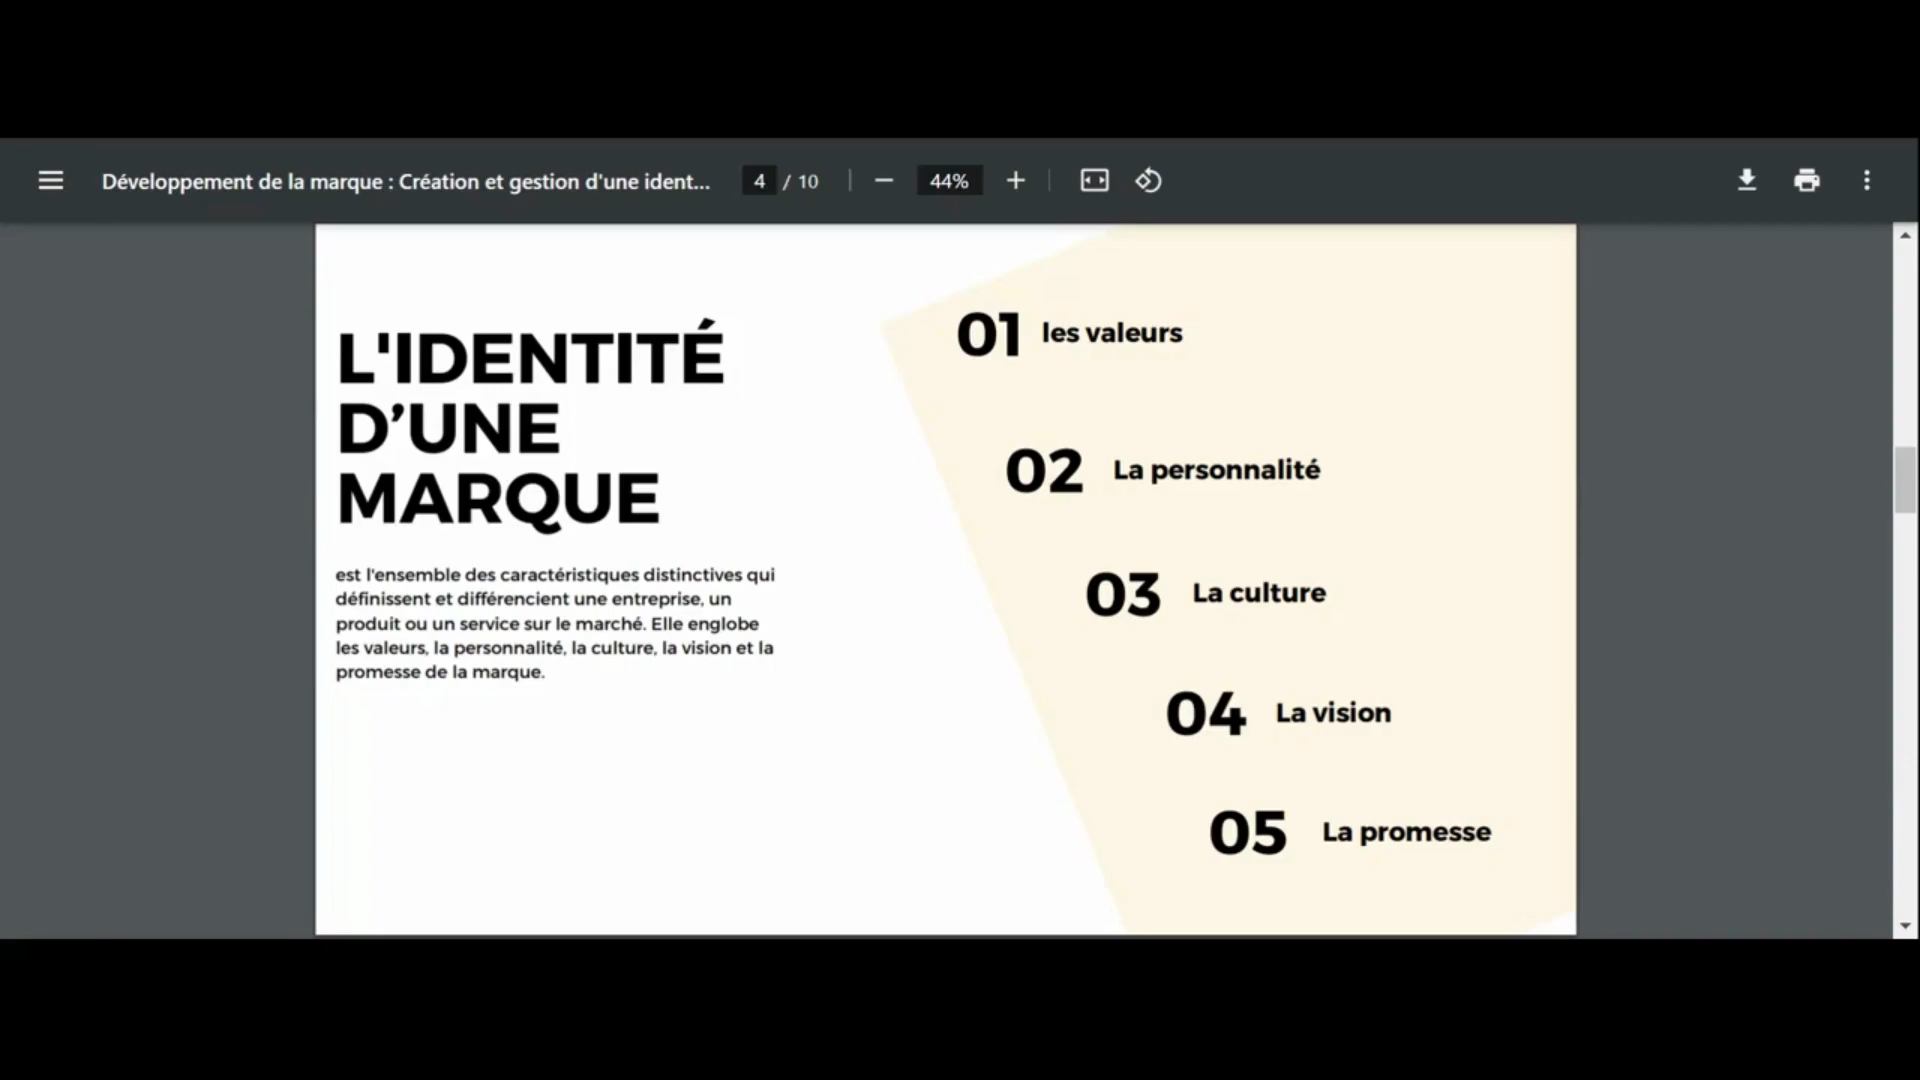 Développement de la marque : Création et gestion d'une ident...
4 / 10
44%
L'IDENTITÉ
D’UNE
MARQUE
est l'ensemble des caractéristiques distinctives qui
définissent et différencient une entreprise, un
produit ou un service sur le marché. Elle englobe
les valeurs, la personnalité, la culture, la vision et la
promesse de la marque.
01 les valeurs
02 La personnalité
03 La culture
04 La vision
05 La promesse